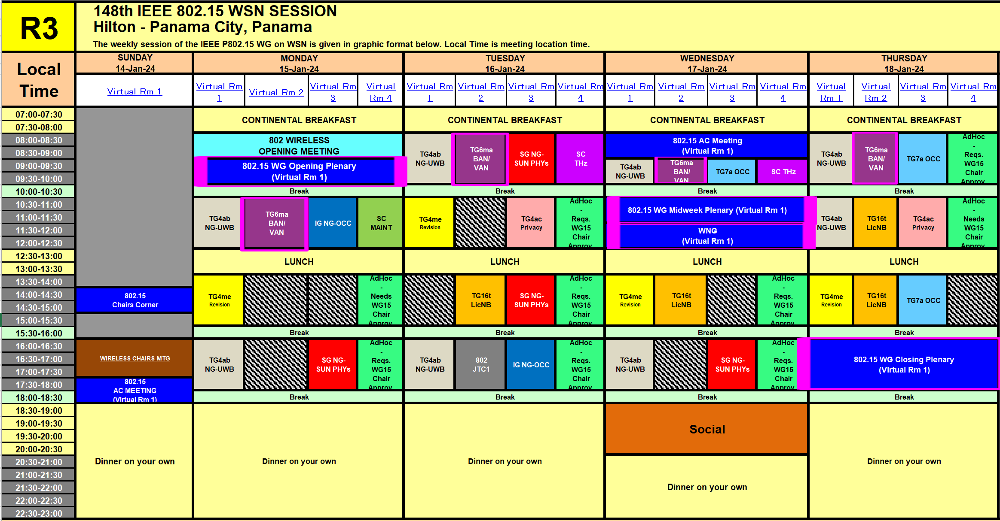 R3
148th IEEE 802.15 WSN SESSION
Hilton - Panama City, Panama
The weekly session of the IEEE P802.15 WG on WSN is given in graphic format below. Local Time is meeting location time.
Local
Time
SUNDAY
14-Jan-24
MONDAY
15-Jan-24
TUESDAY
16-Jan-24
WEDNESDAY
17-Jan-24
THURSDAY
18-Jan-24
Virtual Rm 1
Virtual Rm
1
Virtual Rm 2
Virtual Rm
3
Virtual
Rm 4
Virtual Rm
1
Virtual Rm
2
Virtual Rm
3
Virtual Rm
4
Virtual Rm
1
Virtual Rm
2
Virtual Rm
3
Virtual Rm
4
Virtual
Rm 1
Virtual
Rm 2
Virtual Rm
3
Virtual Rm
4
07:00-07:30
07:30-08:00
CONTINENTAL BREAKFAST
CONTINENTAL BREAKFAST
CONTINENTAL BREAKFAST
CONTINENTAL BREAKFAST
08:00-08:30
08:30-09:00
09:00-09:30
09:30-10:00
802 WIRELESS
OPENING MEETING
802.15 WG Opening Plenary
(Virtual Rm 1)
TG4ab
NG-UWB
TG6ma
BAN/
VAN
SG NG-
SUN PHYs
SC
THz
802.15 AC Meeting
(Virtual Rm 1)
TG4ab
NG-UWB
TG6ma
BAN/
VAN
TG7a OCC
SC THz
TG4ab
NG-UWB
TG6ma
BAN/
VAN
TG7a OCC
AdHoc
-
Reqs.
WG15
Chair
Approv
10:00-10:30
Break
Break
Break
Break
10:30-11:00
11:00-11:30
11:30-12:00
12:00-12:30
TG4ab
NG-UWB
TG6ma
BAN/
VAN
IG NG-OCC
SC
MAINT
TG4me
Revision
TG4ac
Privacy
AdHoc
-
Reqs.
WG15
Chair
Approv
802.15 WG Midweek Plenary (Virtual Rm 1)
WNG
(Virtual Rm 1)
TG4ab
NG-UWB
TG16t
LicNB
TG4ac
Privacy
AdHoc
-
Needs
WG15
Chair
Approv
12:30-13:00
13:00-13:30
LUNCH
LUNCH
LUNCH
LUNCH
13:30-14:00
14:00-14:30
14:30-15:00
15:00-15:30
802.15
Chairs Corner
TG4me
Revision
AdHoc
-
Needs
WG15
Chair
Approv
TG16t
LicNB
SG NG-
SUN PHYs
AdHoc
-
Reqs.
WG15
Chair
Approv
TG4me
Revision
TG16t
LicNB
AdHoc
-
Reqs.
WG15
Chair
Approv
TG4me
Revision
TG16t
LicNB
TG7a OCC
15:30-16:00
Break
Break
Break
Break
16:00-16:30
16:30-17:00
17:00-17:30
17:30-18:00
WIRELESS CHAIRS MTG
802.15
AC MEETING
(Virtual Rm 1)
TG4ab
NG-UWB
SG NG-
SUN PHYs
AdHoc
-
Reqs.
WG15
Chair
Approv
TG4ab
NG-UWB
802
JTC1
IG NG-OCC
AdHoc
-
Reqs.
WG15
Chair
Approv
TG4ab
NG-UWB
SG NG-
SUN PHYs
AdHoc
-
Reqs.
WG15
Chair
Approv
802.15 WG Closing Plenary
(Virtual Rm 1)
18:00-18:30
Break
Break
Break
Break
18:30-19:00
19:00-19:30
19:30-20:00
20:00-20:30
20:30-21:00
21:00-21:30
21:30-22:00
22:00-22:30
22:30-23:00
Dinner on your own
Dinner on your own
Dinner on your own
Social
Dinner on your own
Dinner on your own